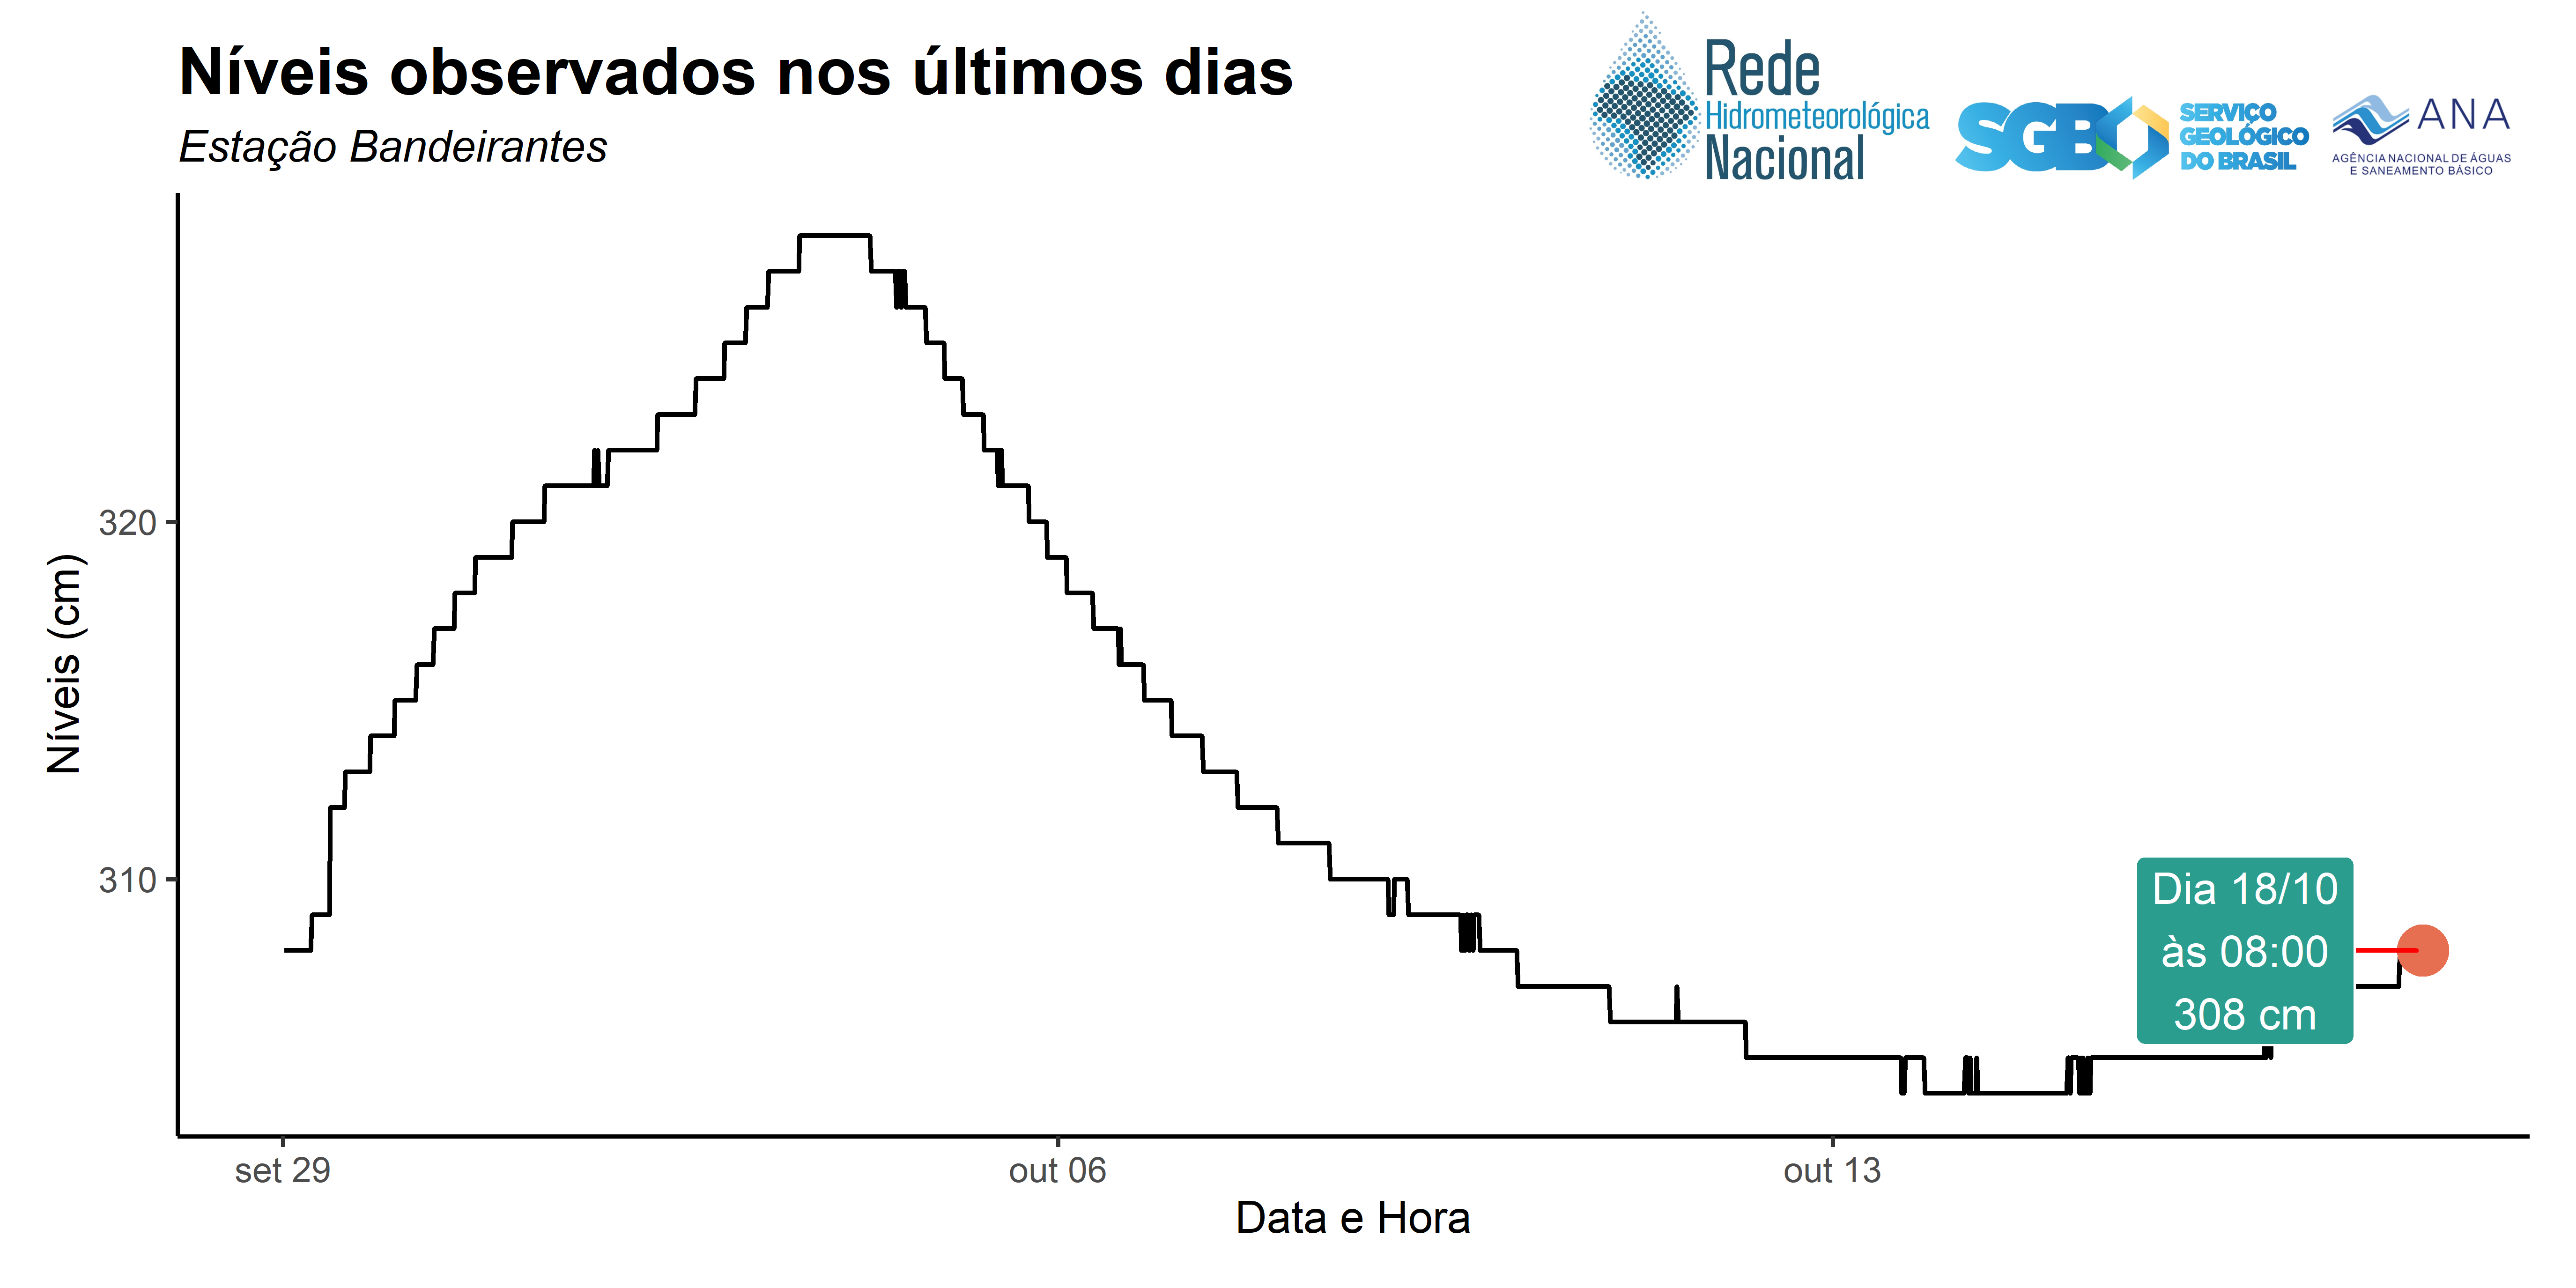 Níveis observados nos últimos dias
Estação Bandeirantes
Rede
Hidrometeorológica
Nacional
SGB
SERVIÇO
GEOLÓGICO
DO BRASIL
ANA
AGÊNCIA NACIONAL DE ÁGUAS
E SANEAMENTO BÁSICO
Níveis (cm)
320
310
Dia 18/10
às 08:00
308 cm
set 29
out 06
out 13
Data e Hora